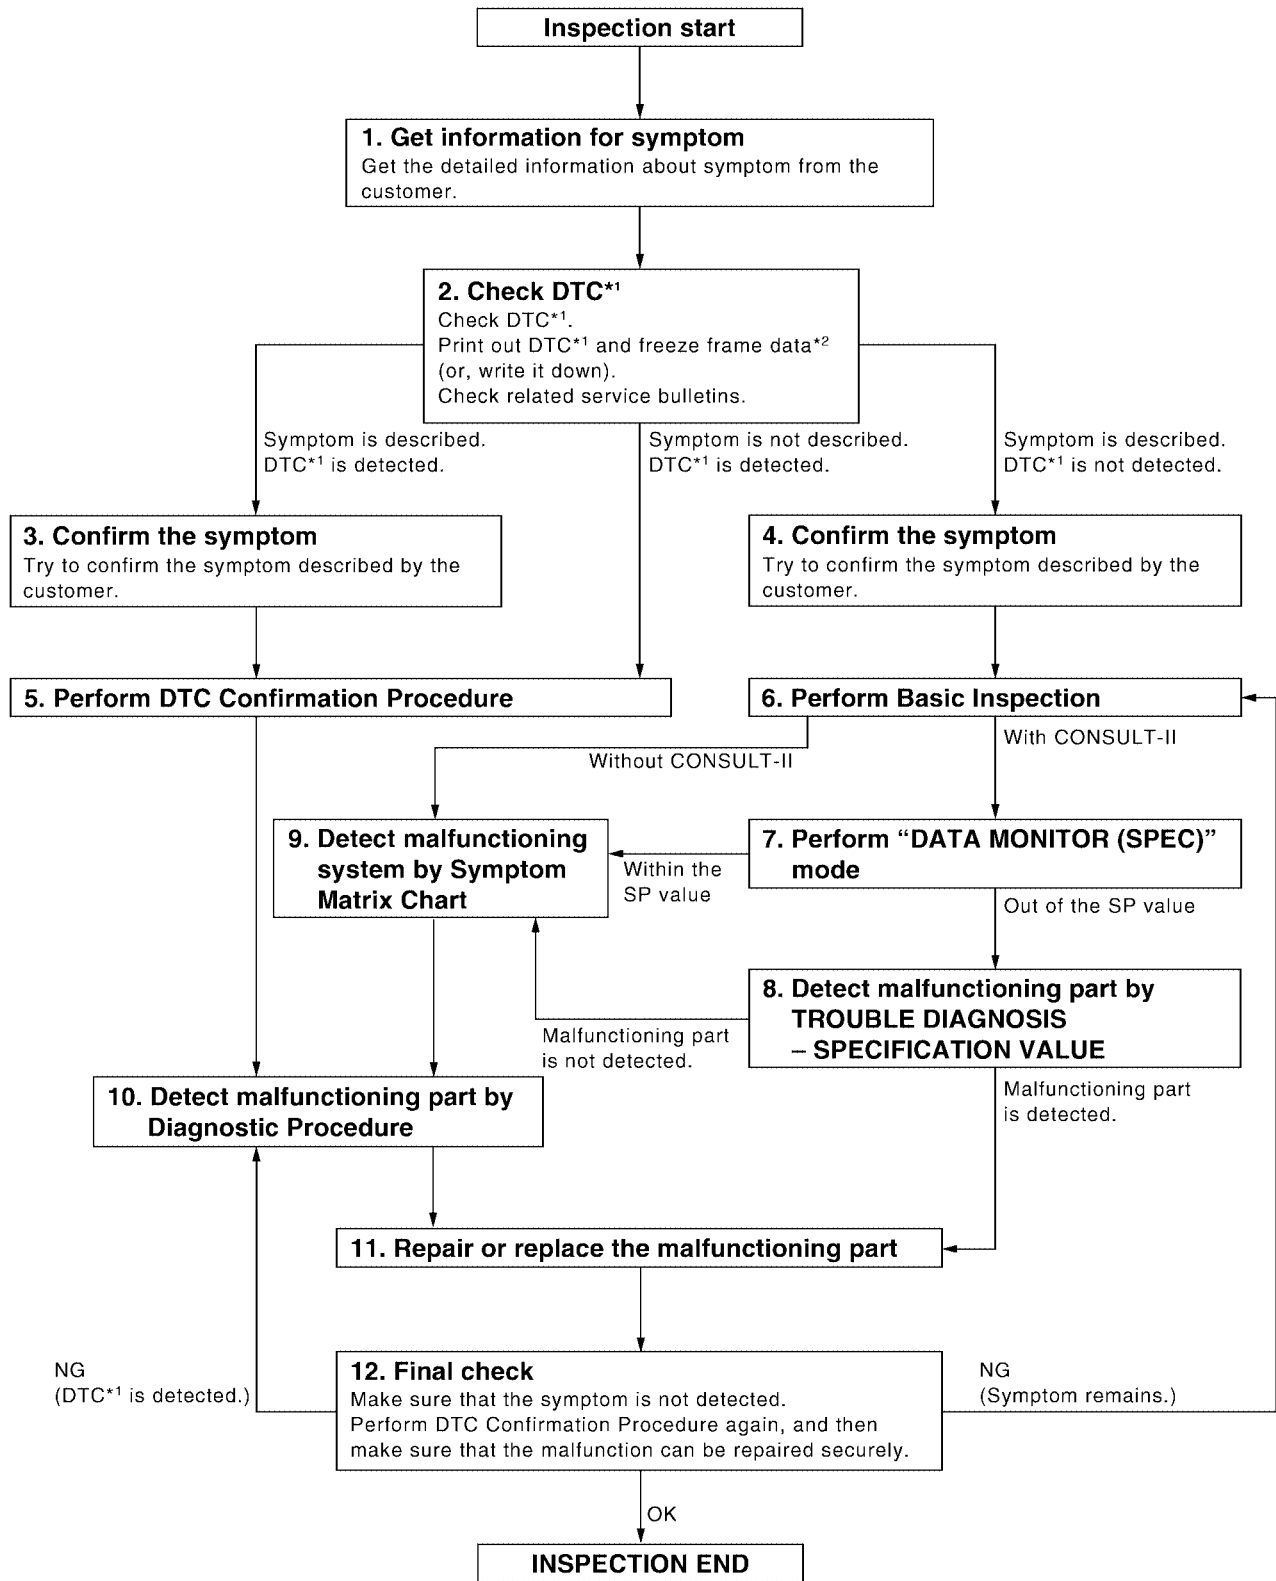 Inspection start
1. Get information for symptom
Get the detailed information about symptom from the
customer.
2. Check DTC*1
Check DTC*1.
Print out DTC*1 and freeze frame data*2
(or, write it down).
Check related service bulletins.
Symptom is described.
DTC*1 is detected.
Symptom is not described.
DTC*1 is detected.
Symptom is described.
DTC*1 is not detected.
3. Confirm the symptom
Try to confirm the symptom described by the
customer.
4. Confirm the symptom
Try to confirm the symptom described by the
customer.
5. Perform DTC Confirmation Procedure
6. Perform Basic Inspection
Without CONSULT-II
With CONSULT-II
9. Detect malfunctioning
system by Symptom
Matrix Chart
Within the
SP value
7. Perform “DATA MONITOR (SPEC)”
mode
Out of the SP value
8. Detect malfunctioning part by
TROUBLE DIAGNOSIS
– SPECIFICATION VALUE
Malfunctioning part
is not detected.
Malfunctioning part
is detected.
10. Detect malfunctioning part by
Diagnostic Procedure
11. Repair or replace the malfunctioning part
NG
(DTC*1 is detected.)
12. Final check
Make sure that the symptom is not detected.
Perform DTC Confirmation Procedure again, and then
make sure that the malfunction can be repaired securely.
NG
(Symptom remains.)
OK
INSPECTION END